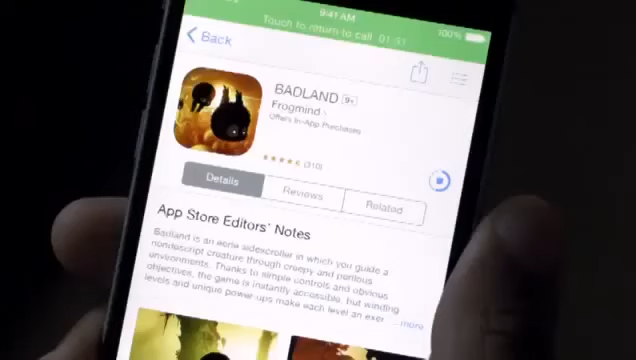 9:41 AM 100%
Touch to return to call 01:31
Back
BADLAND 9+
Frogmind
Offers In-App Purchases
(310)
Details Reviews Related
App Store Editors' Notes
Badland is an eerie sidescroller in which you guide a
nondescript creature through creepy and perilous
environments. Thanks to simple controls and obvious
objectives, the game is instantly accessible, but winding
levels and unique power-ups make each level an exer ...more